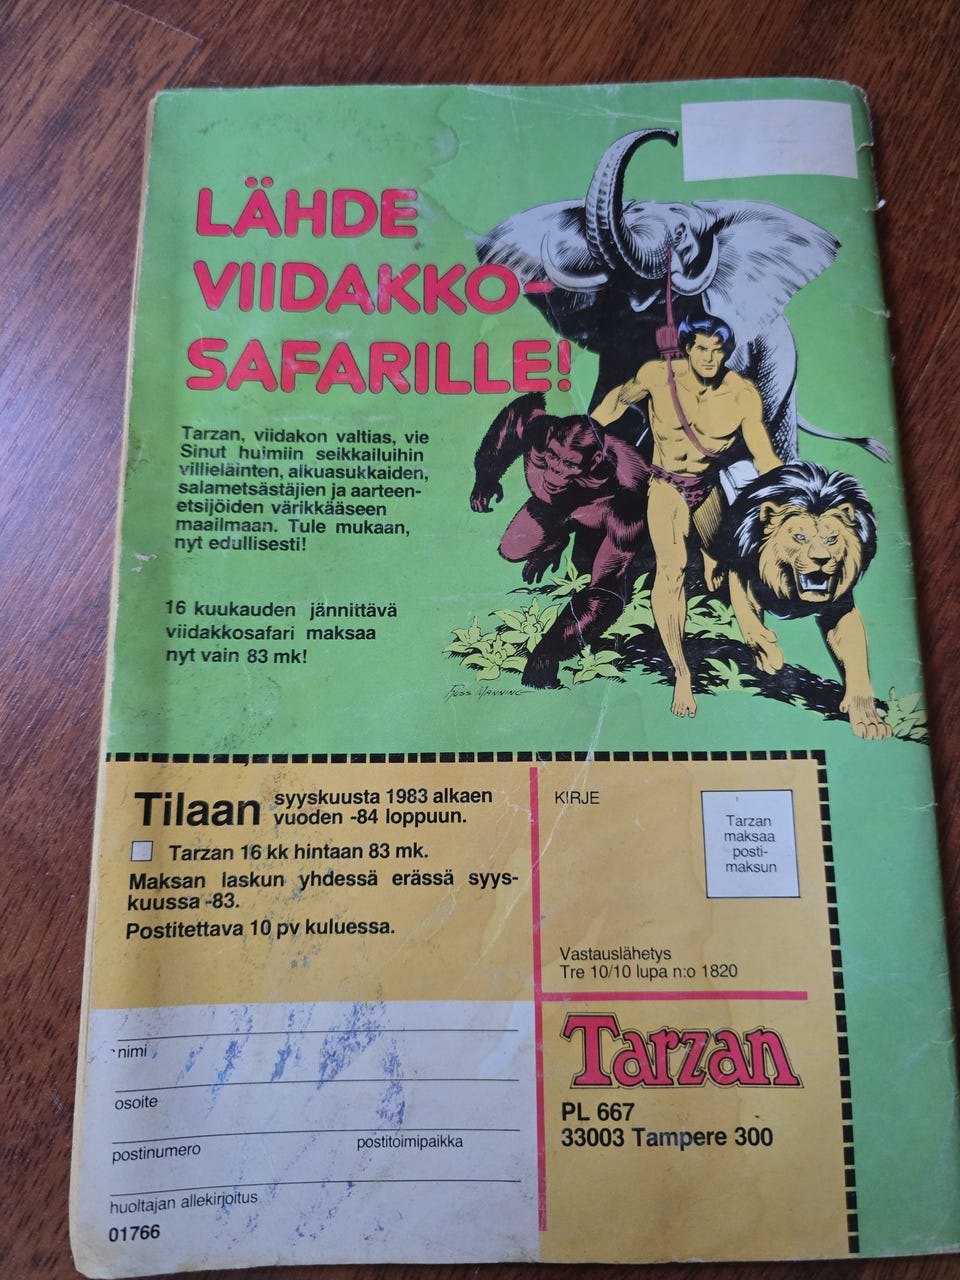 LÄHDE
VIIDAKKO-
SAFARILLE!
Tarzan, viidakon valtias, vie
Sinut huimiin seikkailuihin
villieläinten, alkuasukkaiden,
salametsästäjien ja aarteen-
etsijöiden värikkääseen
maailmaan. Tule mukaan,
nyt edullisesti!
16 kuukauden jännittävä
viidakkosafari maksaa
nyt vain 83 mk!
RUSS MANNING
Tilaan syyskuusta 1983 alkaen
vuoden -84 loppuun.
Tarzan 16 kk hintaan 83 mk.
Maksan laskun yhdessä erässä syys-
kuussa -83.
Postitettava 10 pv kuluessa.
nimi
osoite
postinumero postitoimipaikka
huoltajan allekirjoitus
01766
KIRJE
Tarzan
maksaa
posti-
maksun
Vastauslähetys
Tre 10/10 lupa n:o 1820
Tarzan
PL 667
33003 Tampere 300